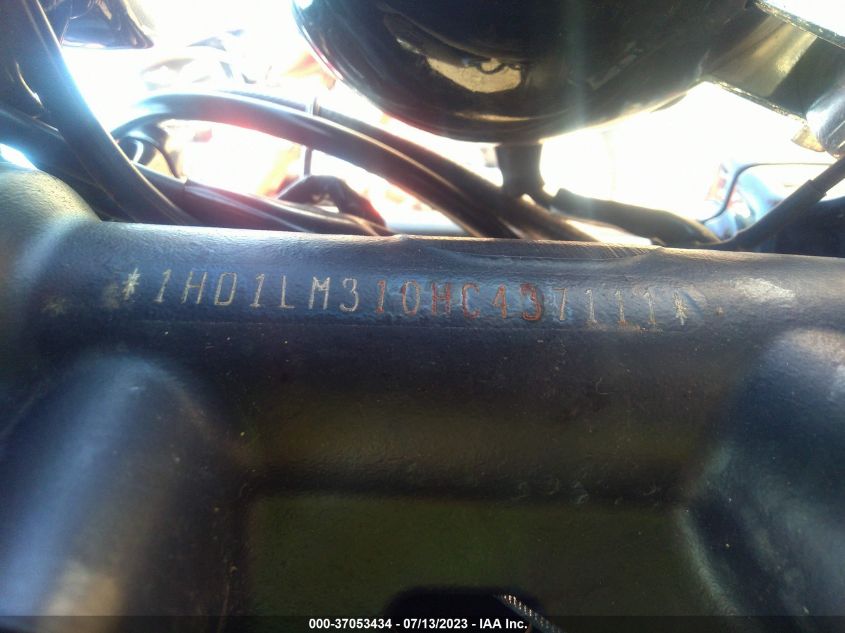 *1HD1LM310HC437111*
000-37053434 - 07/13/2023 - IAA Inc.